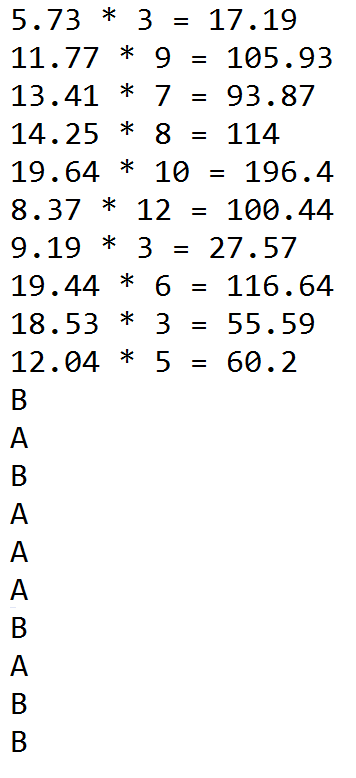 5.73 * 3 = 17.19
11.77 * 9 = 105.93
13.41 * 7 = 93.87
14.25 * 8 = 114
19.64 * 10 = 196.4
8.37 * 12 = 100.44
9.19 * 3 = 27.57
19.44 * 6 = 116.64
18.53 * 3 = 55.59
12.04 * 5 = 60.2
B
A
B
A
A
A
B
A
B
B